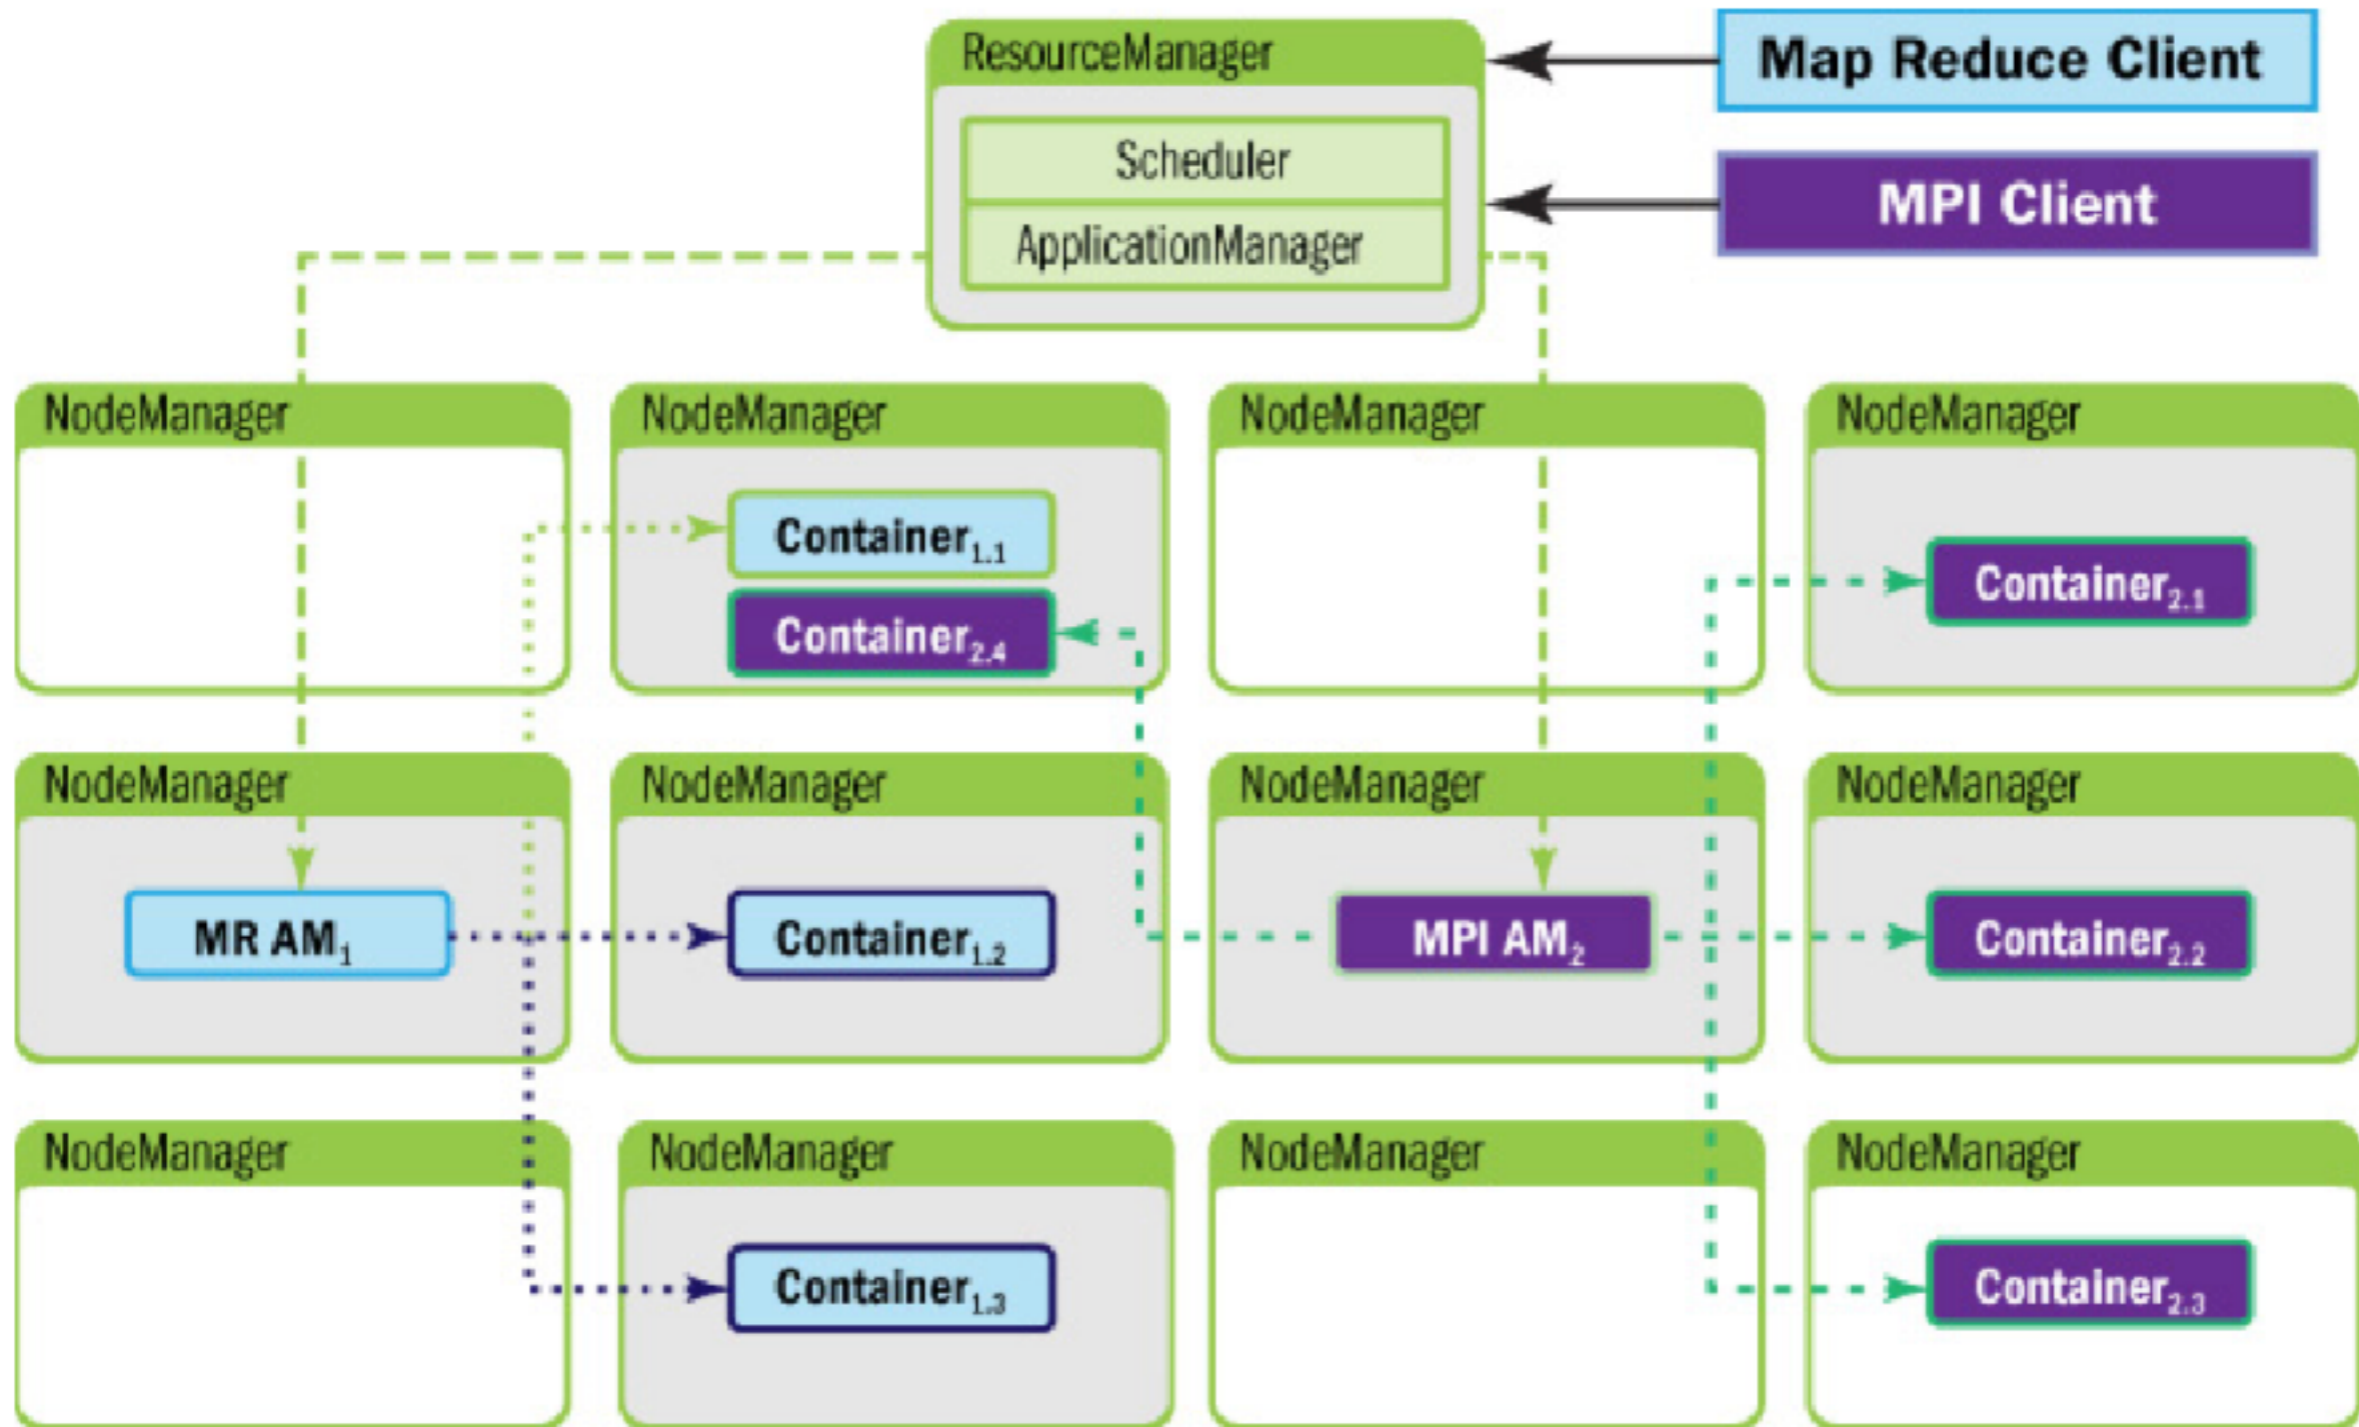 ResourceManager
Map Reduce Client
Scheduler
MPI Client
ApplicationManager
NodeManager
NodeManager
NodeManager
NodeManager
Container1.1
Container2.4
Container2.1
NodeManager
NodeManager
NodeManager
NodeManager
MR AM1
Container1.2
MPI AM2
Container2.2
NodeManager
NodeManager
NodeManager
NodeManager
Container1.3
Container2.3